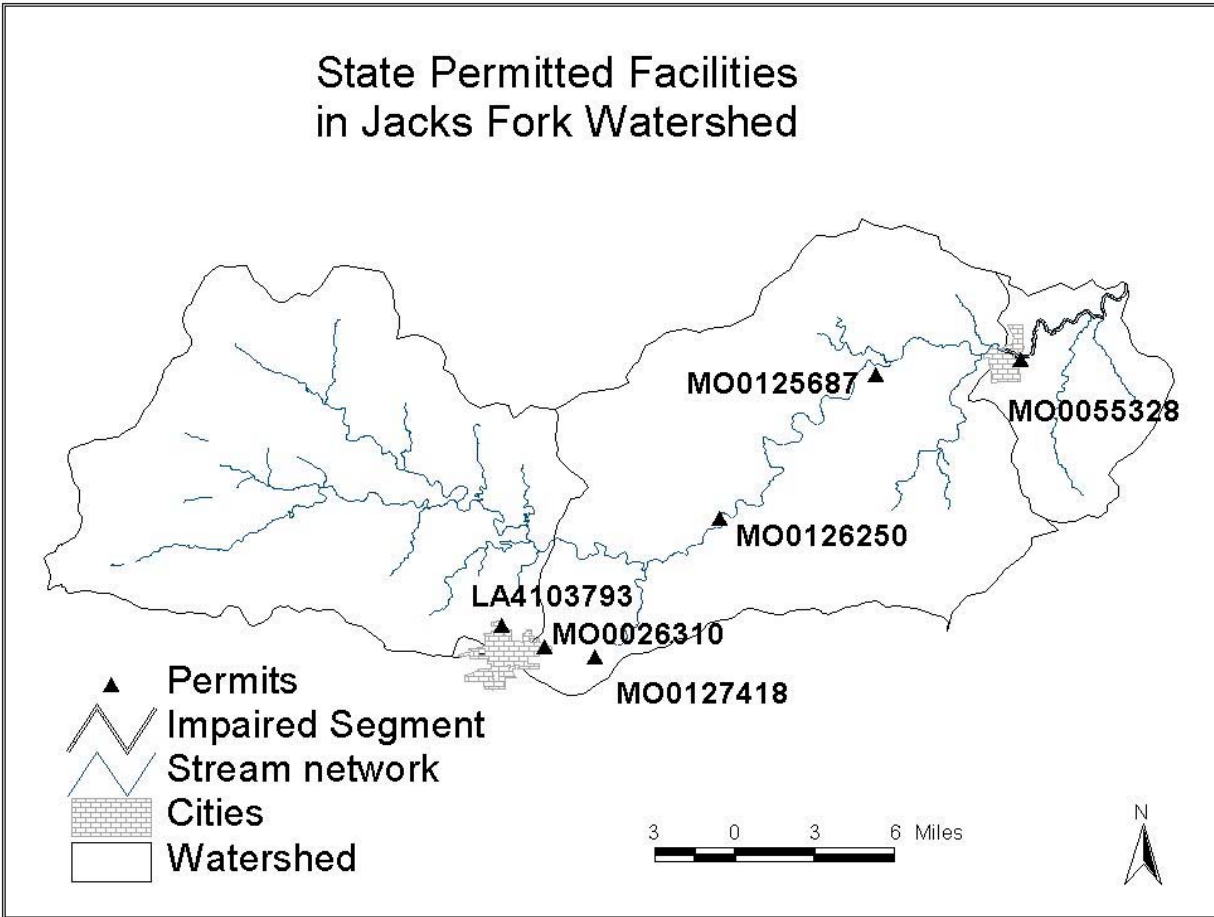 State Permitted Facilities
in Jacks Fork Watershed
MO0125687
MO0055328
MO0126250
LA4103793
MO0026310
MO0127418
Permits
Impaired Segment
Stream network
Cities
Watershed
3 0 3 6 Miles
N